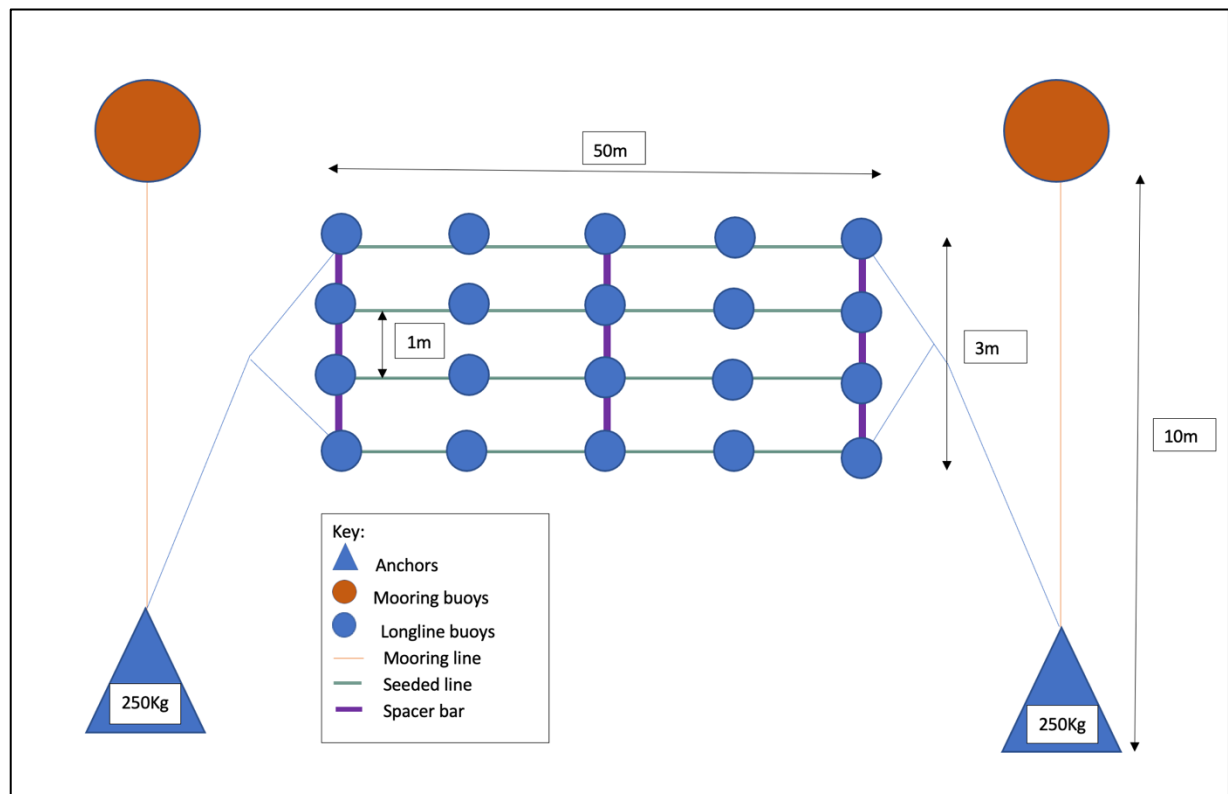 50m
1m
3m
10m
Key:
Anchors
Mooring buoys
Longline buoys
Mooring line
Seeded line
Spacer bar
250Kg
250Kg